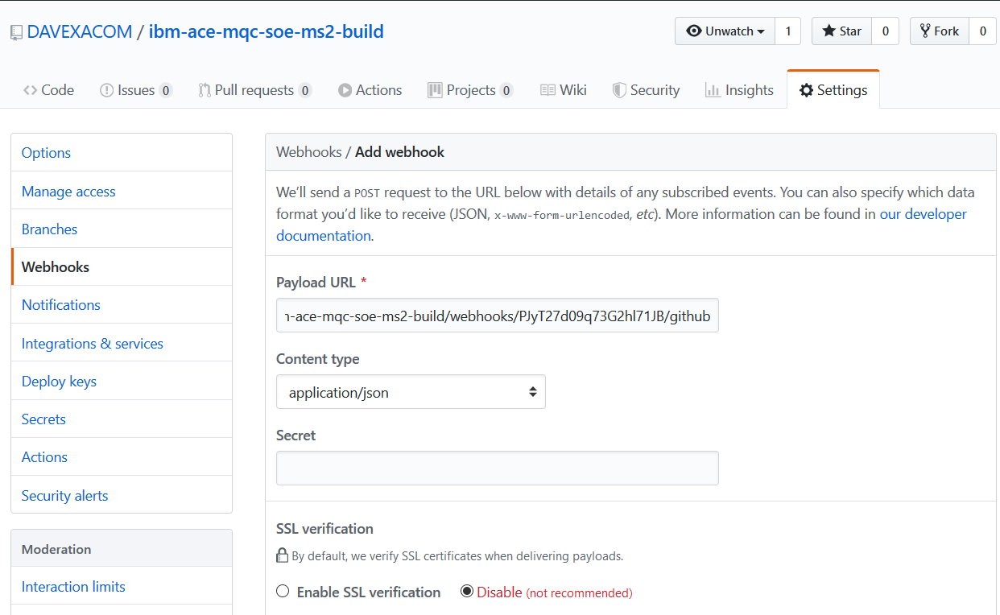 DAVEXACOM / ibm-ace-mqc-soe-ms2-build
Unwatch 1 Star 0 Fork 0
Code Issues 0 Pull requests 0 Actions Projects 0 Wiki Security Insights Settings
Options
Manage access
Branches
Webhooks
Notifications
Integrations & services
Deploy keys
Secrets
Actions
Security alerts
Moderation
Interaction limits
Webhooks / Add webhook
We’ll send a POST request to the URL below with details of any subscribed events. You can also specify which data
format you’d like to receive (JSON, x-www-form-urlencoded, etc). More information can be found in our developer
documentation.
Payload URL *
-ace-mqc-soe-ms2-build/webhooks/PJyT27d09q73G2hl71JB/github
Content type
application/json
Secret
SSL verification
By default, we verify SSL certificates when delivering payloads.
Enable SSL verification Disable (not recommended)